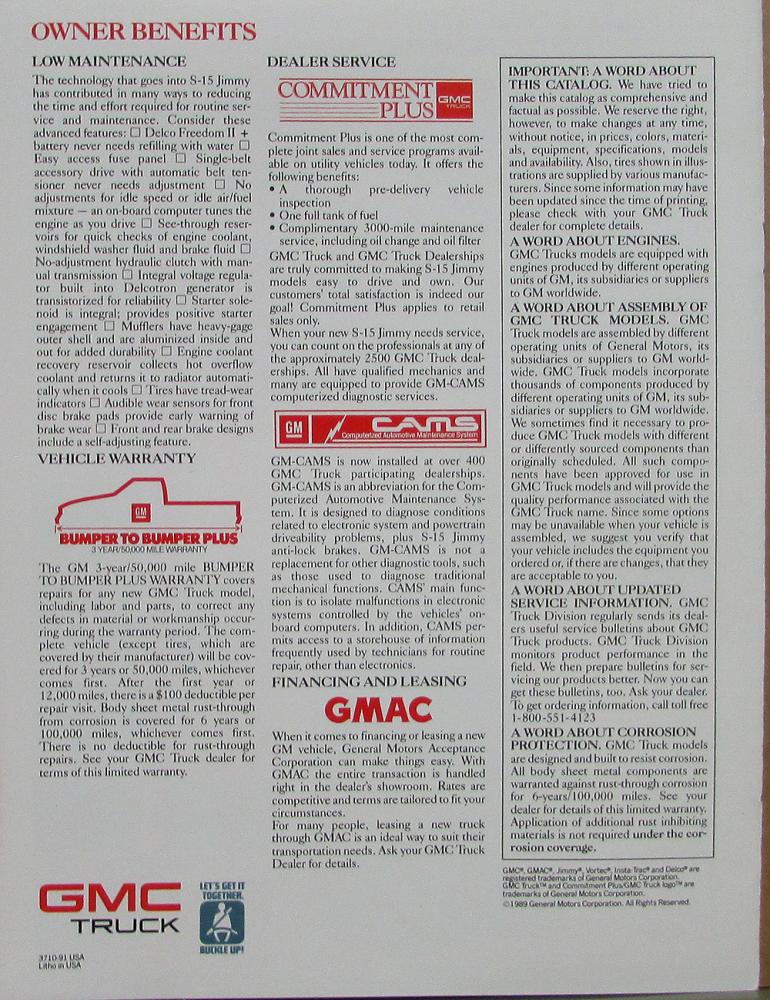 OWNER BENEFITS
LOW MAINTENANCE
The technology that goes into S-15 Jimmy
has contributed in many ways to reducing
the time and effort required for routine ser-
vice and maintenance. Consider these
advanced features: ☐ Delco Freedom II +
battery never needs refilling with water ☐
Easy access fuse panel ☐ Single-belt
accessory drive with automatic belt ten-
sioner never needs adjustment ☐ No
adjustments for idle speed or idle air/fuel
mixture — an on-board computer tunes the
engine as you drive ☐ See-through reser-
voirs for quick checks of engine coolant,
windshield washer fluid and brake fluid ☐
No-adjustment hydraulic clutch with man-
ual transmission ☐ Integral voltage regula-
tor built into Delcotron generator is
transistorized for reliability ☐ Starter sole-
noid is integral; provides positive starter
engagement ☐ Mufflers have heavy-gage
outer shell and are aluminized inside and
out for added durability ☐ Engine coolant
recovery reservoir collects hot overflow
coolant and returns it to radiator automati-
cally when it cools ☐ Tires have tread-wear
indicators ☐ Audible wear sensors for front
disc brake pads provide early warning of
brake wear ☐ Front and rear brake designs
include a self-adjusting feature.
VEHICLE WARRANTY
GM
BUMPER TO BUMPER PLUS
3 YEAR/50,000 MILE WARRANTY
The GM 3-year/50,000 mile BUMPER
TO BUMPER PLUS WARRANTY covers
repairs for any new GMC Truck model,
including labor and parts, to correct any
defects in material or workmanship occur-
ring during the warranty period. The com-
plete vehicle (except tires, which are
covered by their manufacturer) will be cov-
ered for 3 years or 50,000 miles, whichever
comes first. After the first year or
12,000 miles, there is a $100 deductible per
repair visit. Body sheet metal rust-through
from corrosion is covered for 6 years or
100,000 miles, whichever comes first.
There is no deductible for rust-through
repairs. See your GMC Truck dealer for
terms of this limited warranty.
GMC
TRUCK
LET'S GET IT
TOGETHER.
BUCKLE UP!
3710-91 USA
Litho in USA
DEALER SERVICE
COMMITMENT
PLUS
GMC
TRUCK
Commitment Plus is one of the most com-
plete joint sales and service programs avail-
able on utility vehicles today. It offers the
following benefits:
• A thorough pre-delivery vehicle
inspection
• One full tank of fuel
• Complimentary 3000-mile maintenance
service, including oil change and oil filter
GMC Truck and GMC Truck Dealerships
are truly committed to making S-15 Jimmy
models easy to drive and own. Our
customers' total satisfaction is indeed our
goal! Commitment Plus applies to retail
sales only.
When your new S-15 Jimmy needs service,
you can count on the professionals at any of
the approximately 2500 GMC Truck deal-
erships. All have qualified mechanics and
many are equipped to provide GM-CAMS
computerized diagnostic services.
GM
CAMS
Computerized Automotive Maintenance System
GM-CAMS is now installed at over 400
GMC Truck participating dealerships.
GM-CAMS is an abbreviation for the Com-
puterized Automotive Maintenance Sys-
tem. It is designed to diagnose conditions
related to electronic system and powertrain
driveability problems, plus S-15 Jimmy
anti-lock brakes. GM-CAMS is not a
replacement for other diagnostic tools, such
as those used to diagnose traditional
mechanical functions. CAMS' main func-
tion is to isolate malfunctions in electronic
systems controlled by the vehicles' on-
board computers. In addition, CAMS per-
mits access to a storehouse of information
frequently used by technicians for routine
repair, other than electronics.
FINANCING AND LEASING
GMAC
When it comes to financing or leasing a new
GM vehicle, General Motors Acceptance
Corporation can make things easy. With
GMAC the entire transaction is handled
right in the dealer's showroom. Rates are
competitive and terms are tailored to fit your
circumstances.
For many people, leasing a new truck
through GMAC is an ideal way to suit their
transportation needs. Ask your GMC Truck
Dealer for details.
IMPORTANT: A WORD ABOUT
THIS CATALOG. We have tried to
make this catalog as comprehensive and
factual as possible. We reserve the right,
however, to make changes at any time,
without notice, in prices, colors, materi-
als, equipment, specifications, models
and availability. Also, tires shown in illus-
trations are supplied by various manufac-
turers. Since some information may have
been updated since the time of printing,
please check with your GMC Truck
dealer for complete details.
A WORD ABOUT ENGINES.
GMC Trucks models are equipped with
engines produced by different operating
units of GM, its subsidiaries or suppliers
to GM worldwide.
A WORD ABOUT ASSEMBLY OF
GMC TRUCK MODELS. GMC
Truck models are assembled by different
operating units of General Motors, its
subsidiaries or suppliers to GM world-
wide. GMC Truck models incorporate
thousands of components produced by
different operating units of GM, its sub-
sidiaries or suppliers to GM worldwide.
We sometimes find it necessary to pro-
duce GMC Truck models with different
or differently sourced components than
originally scheduled. All such compo-
nents have been approved for use in
GMC Truck models and will provide the
quality performance associated with the
GMC Truck name. Since some options
may be unavailable when your vehicle is
assembled, we suggest you verify that
your vehicle includes the equipment you
ordered or, if there are changes, that they
are acceptable to you.
A WORD ABOUT UPDATED
SERVICE INFORMATION. GMC
Truck Division regularly sends its deal-
ers useful service bulletins about GMC
Truck products. GMC Truck Division
monitors product performance in the
field. We then prepare bulletins for ser-
vicing our products better. Now you can
get these bulletins, too. Ask your dealer.
To get ordering information, call toll free
1-800-551-4123
A WORD ABOUT CORROSION
PROTECTION. GMC Truck models
are designed and built to resist corrosion.
All body sheet metal components are
warranted against rust-through corrosion
for 6-years/100,000 miles. See your
dealer for details of this limited warranty.
Application of additional rust inhibiting
materials is not required under the cor-
rosion coverage.
GMC®, GMAC®, Jimmy®, Vortec®, Insta-Trac® and Delco® are
registered trademarks of General Motors Corporation.
GMC Truck™ and Commitment Plus/GMC Truck logo™ are
trademarks of General Motors Corporation.
©1989 General Motors Corporation. All Rights Reserved.